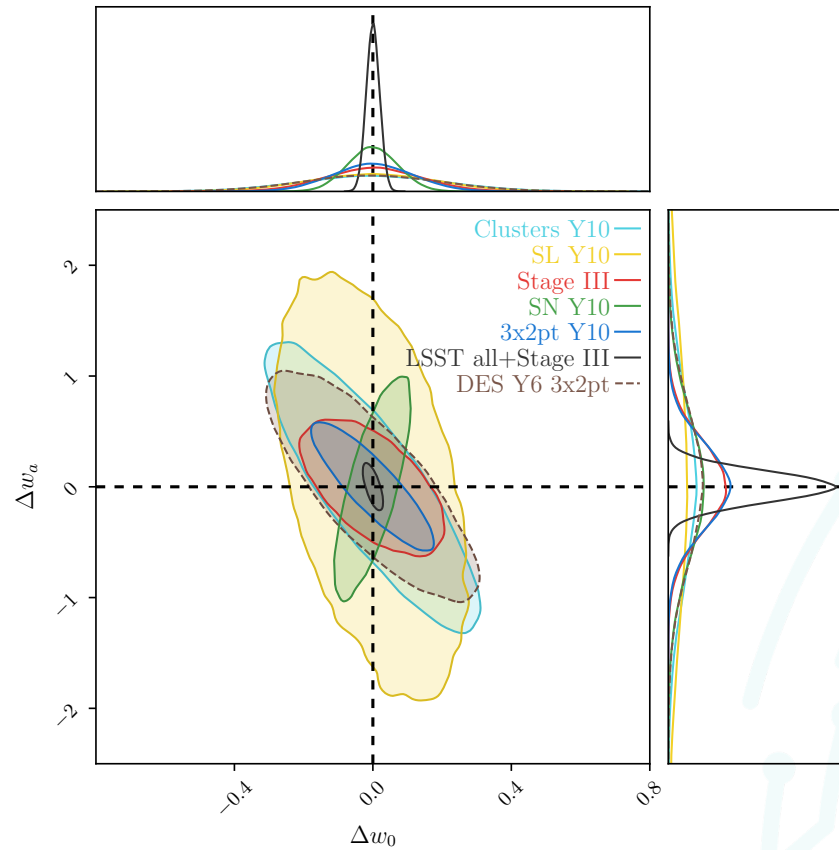 Clusters Y10
SL Y10
Stage III
SN Y10
3x2pt Y10
LSST all+Stage III
DES Y6 3x2pt
2
1
0
−1
−2
Δw_a
−0.4
0.0
0.4
0.8
Δw_0